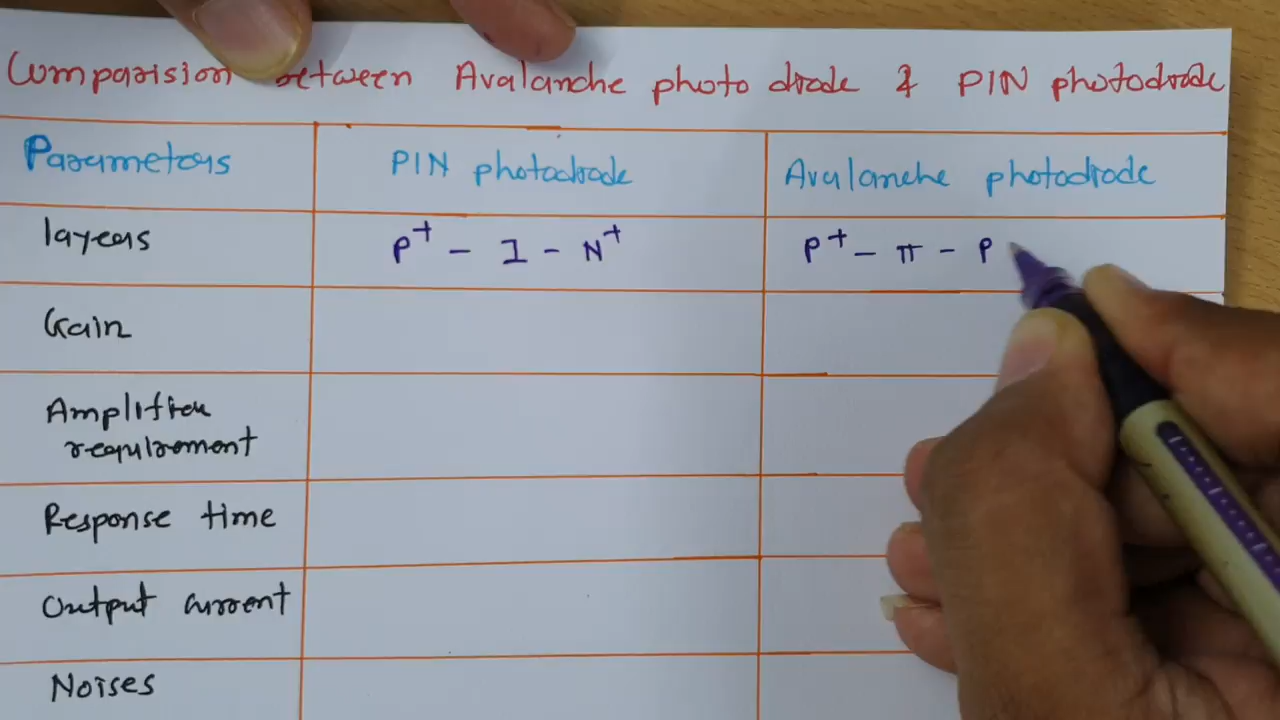 Comparision between Avalanche photo diode & PIN photodiode
Parameters PIN photodiode Avalanche photodiode
layers P+ - I - N+ P+ - π - P
Gain
Amplifier
requirement
Response time
Output current
Noises